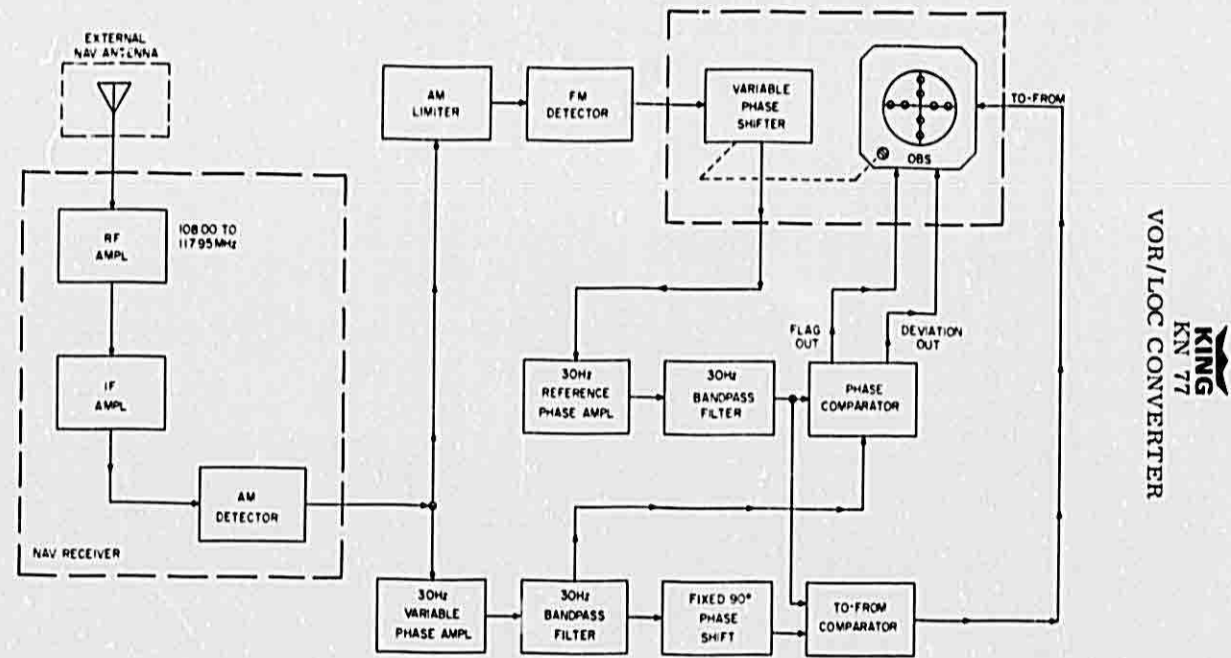 EXTERNAL
NAV ANTENNA
RF
AMPL
108.00 TO
117.95 MHz
IF
AMPL
AM
DETECTOR
NAV RECEIVER
AM
LIMITER
FM
DETECTOR
VARIABLE
PHASE
SHIFTER
OBS
TO-FROM
FLAG
OUT
DEVIATION
OUT
30Hz
REFERENCE
PHASE AMPL
30Hz
BANDPASS
FILTER
PHASE
COMPARATOR
30Hz
VARIABLE
PHASE AMPL
30Hz
BANDPASS
FILTER
FIXED 90°
PHASE
SHIFT
TO-FROM
COMPARATOR
KING
KN 77
VOR/LOC CONVERTER